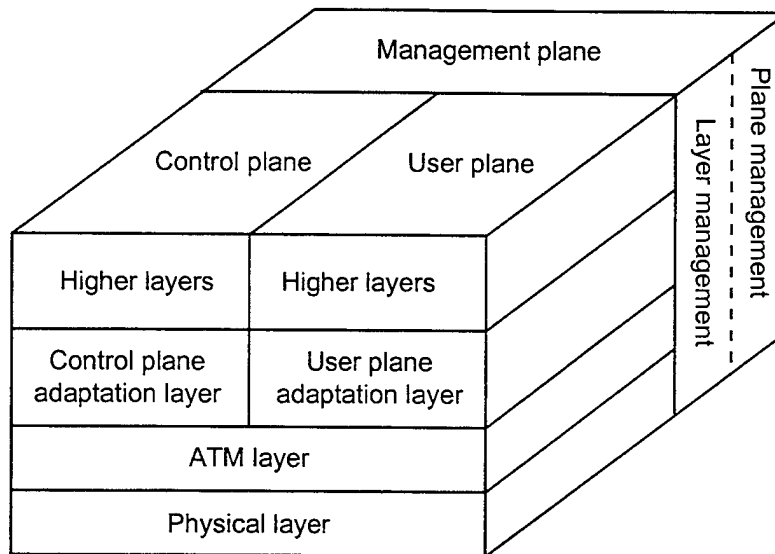 Management plane
Plane management
Layer management
Control plane
User plane
Higher layers
Higher layers
Control plane
adaptation layer
User plane
adaptation layer
ATM layer
Physical layer